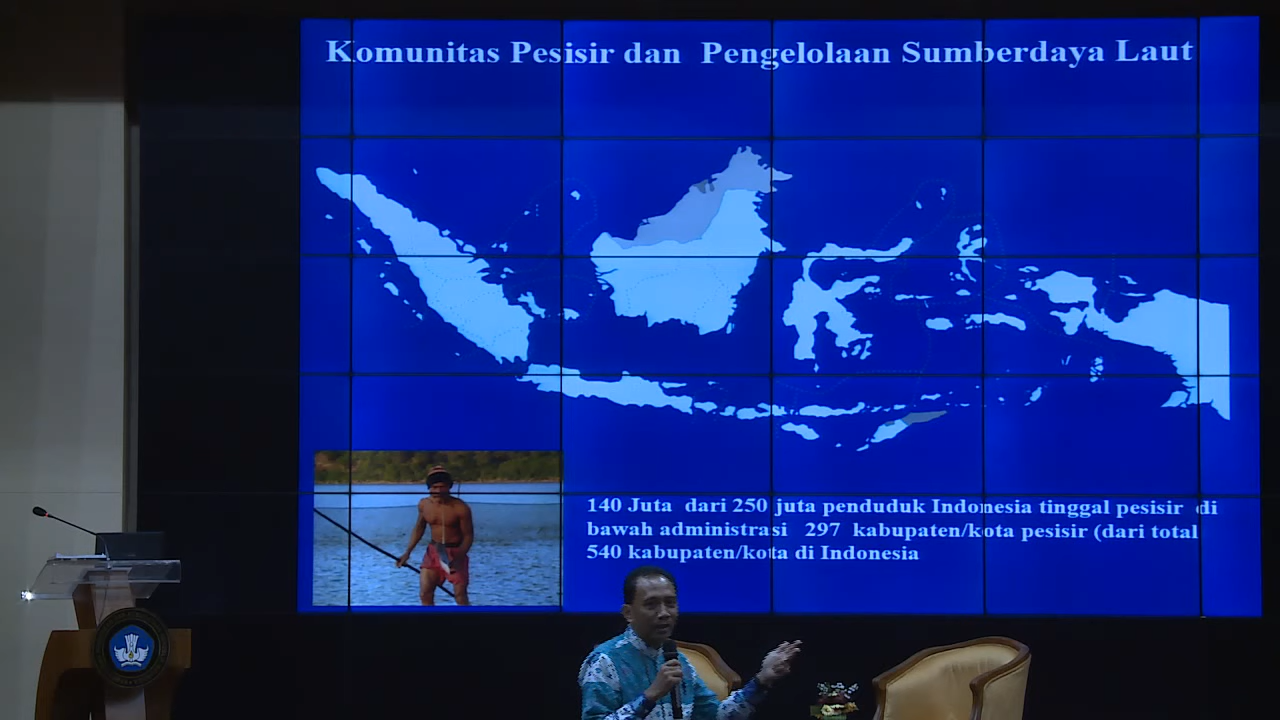 Komunitas Pesisir dan Pengelolaan Sumberdaya Laut
140 Juta dari 250 juta penduduk Indonesia tinggal pesisir di
bawah administrasi 297 kabupaten/kota pesisir (dari total
540 kabupaten/kota di Indonesia